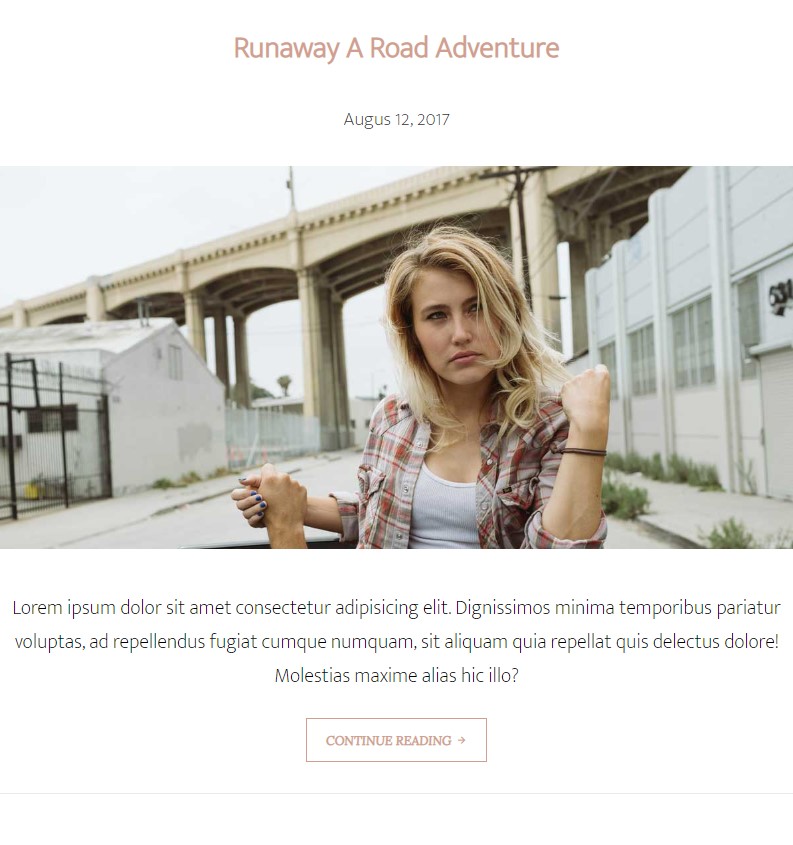 Runaway A Road Adventure
Augus 12, 2017
Lorem ipsum dolor sit amet consectetur adipisicing elit. Dignissimos minima temporibus pariatur
voluptas, ad repellendus fugiat cumque numquam, sit aliquam quia repellat quis delectus dolore!
Molestias maxime alias hic illo?
CONTINUE READING →